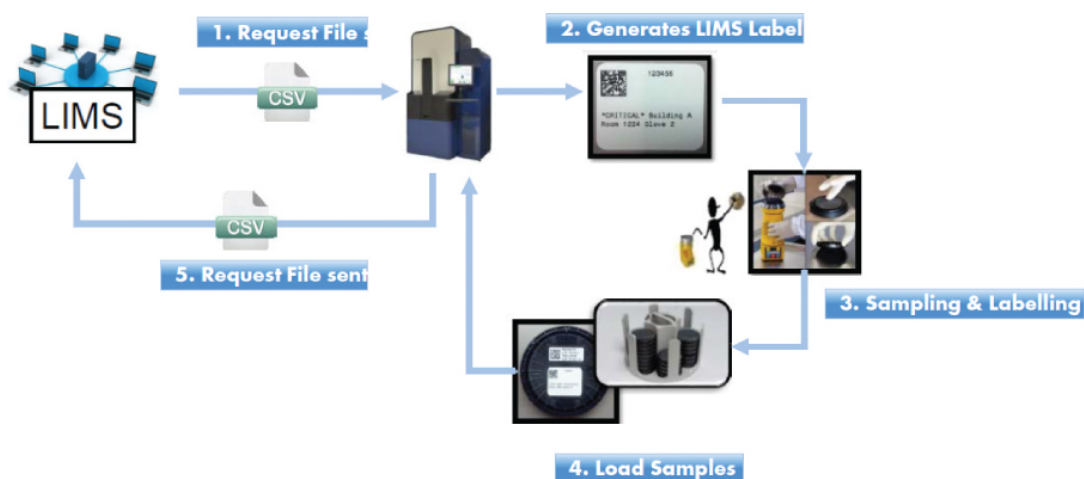 1. Request File s
2. Generates LIMS Label
CSV
123456
*CRITICAL* Building A
Room 1224 Glove 2
LIMS
CSV
5. Request File sent
3. Sampling & Labelling
4. Load Samples